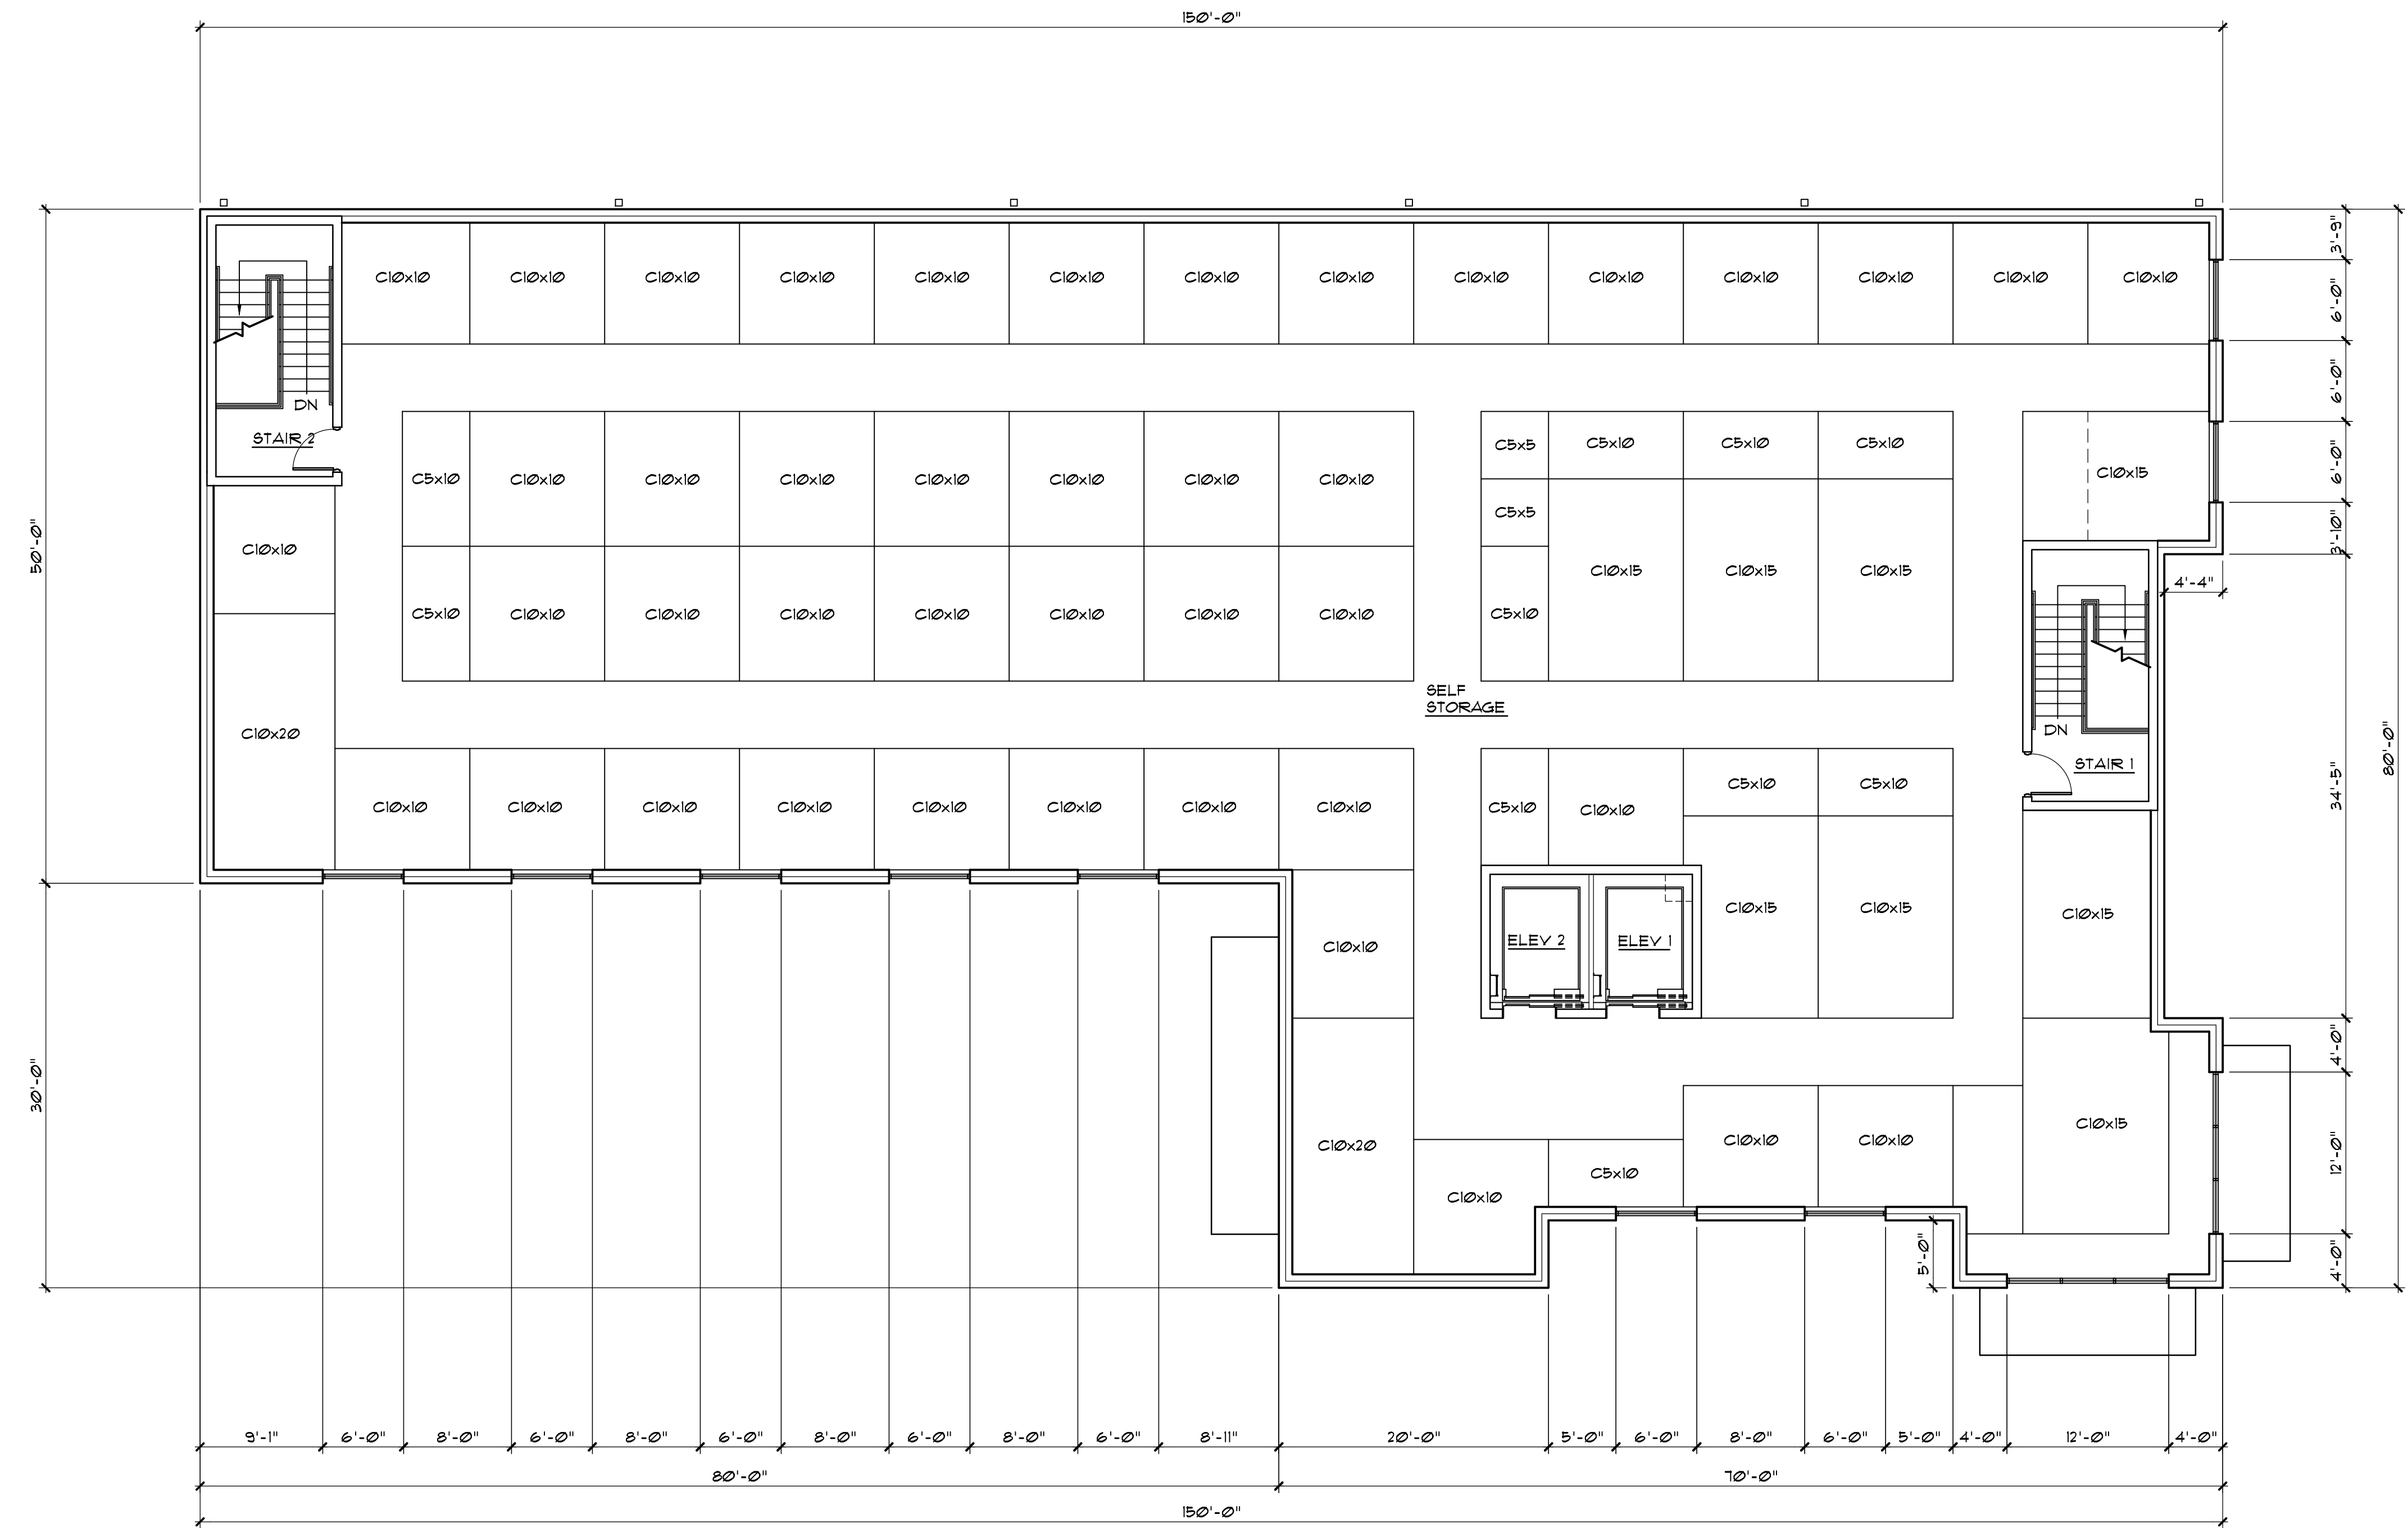 150'-0"
C10x10 C10x10 C10x10 C10x10 C10x10 C10x10 C10x10 C10x10 C10x10 C10x10 C10x10 C10x10 C10x10 C10x10
3'-9"
6'-0"
6'-0"
6'-0"
3'-10"
DN
STAIR 2
C5x5 C5x10 C5x10 C5x10
C10x15
C5x10 C10x10 C10x10 C10x10 C10x10 C10x10 C10x10 C10x10
C5x5
50'-0"
C10x10
C10x15 C10x15 C10x15
4'-4"
C5x10 C10x10 C10x10 C10x10 C10x10 C10x10 C10x10 C10x10 C5x10
SELF
STORAGE
C10x20
DN
STAIR 1
80'-0"
34'-5"
C5x10 C5x10
C10x10 C10x10 C10x10 C10x10 C10x10 C10x10 C10x10 C10x10 C5x10 C10x10
C10x15 C10x15 C10x15
C10x10
ELEV 2 ELEV 1
4'-0"
30'-0"
C10x15
C10x20
C10x10 C10x10
12'-0"
C5x10
C10x10
5'-0"
4'-0"
9'-1" 6'-0" 8'-0" 6'-0" 8'-0" 6'-0" 8'-0" 6'-0" 8'-0" 6'-0" 8'-11" 20'-0" 5'-0" 6'-0" 8'-0" 6'-0" 5'-0" 4'-0" 12'-0" 4'-0"
80'-0" 70'-0"
150'-0"